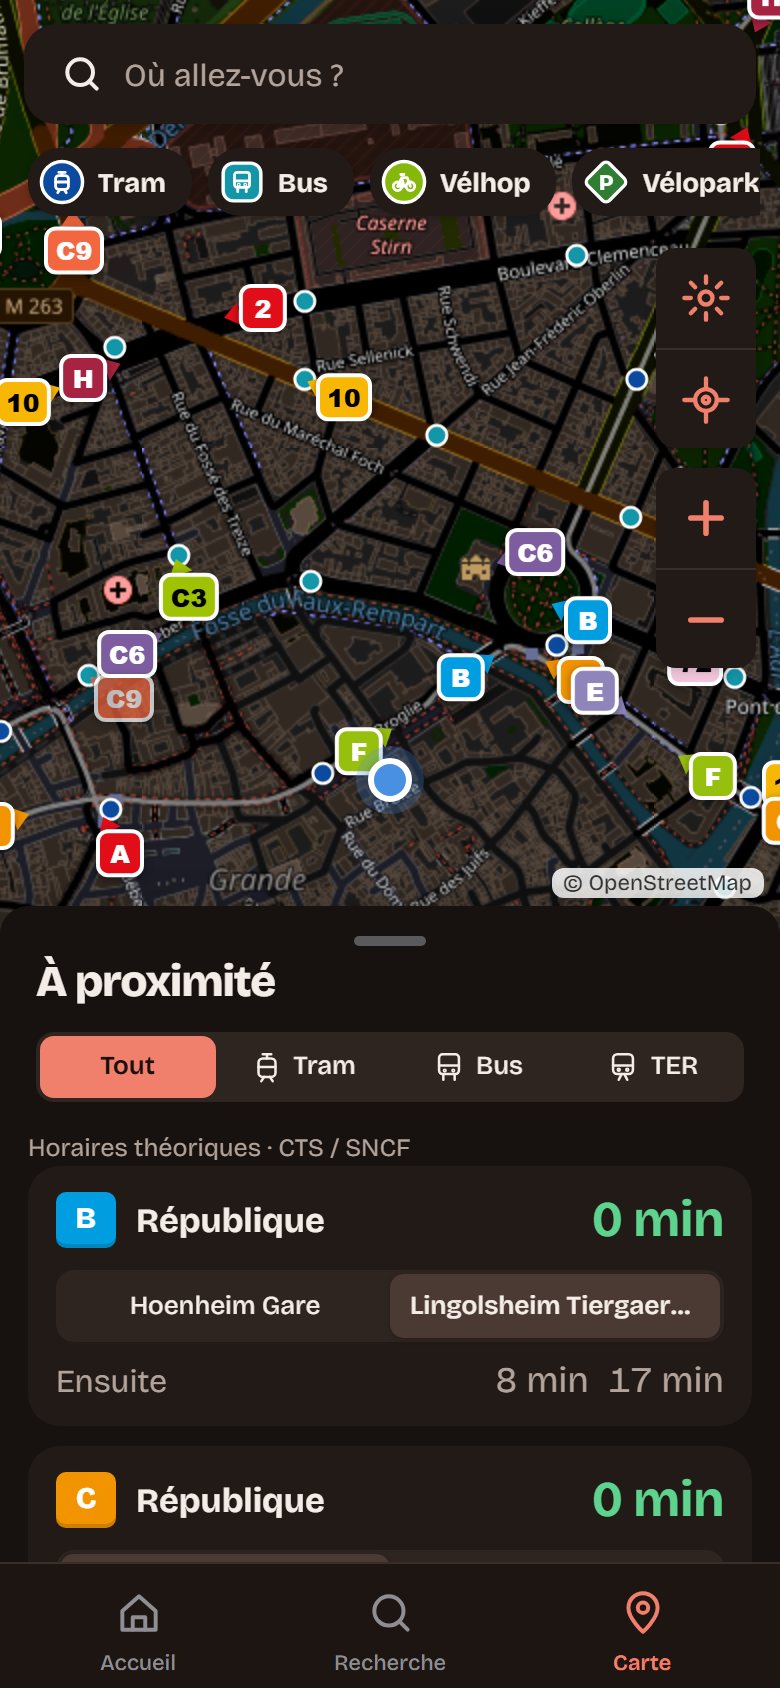 de l'Église
Où allez-vous ?
Tram
Bus
Vélhop
P
Vélopark
C9
Caserne
Stirn
Boulevard Clemenceau
M 263
2
Rue Sellenick
Rue Schwendi
Rue Jean-Frédéric Oberlin
H
10
10
Rue du Maréchal Foch
Rue du Fossé des Treize
C6
C3
Fossé du Faux-Rempart
C6
B
C9
B
E
Broglie
F
F
A
Rue du Dôme
Rue des Juifs
Grande
© OpenStreetMap
À proximité
Tout
Tram
Bus
TER
Horaires théoriques · CTS / SNCF
B
République
0 min
Hoenheim Gare
Lingolsheim Tiergaer...
Ensuite
8 min
17 min
C
République
0 min
Accueil
Recherche
Carte